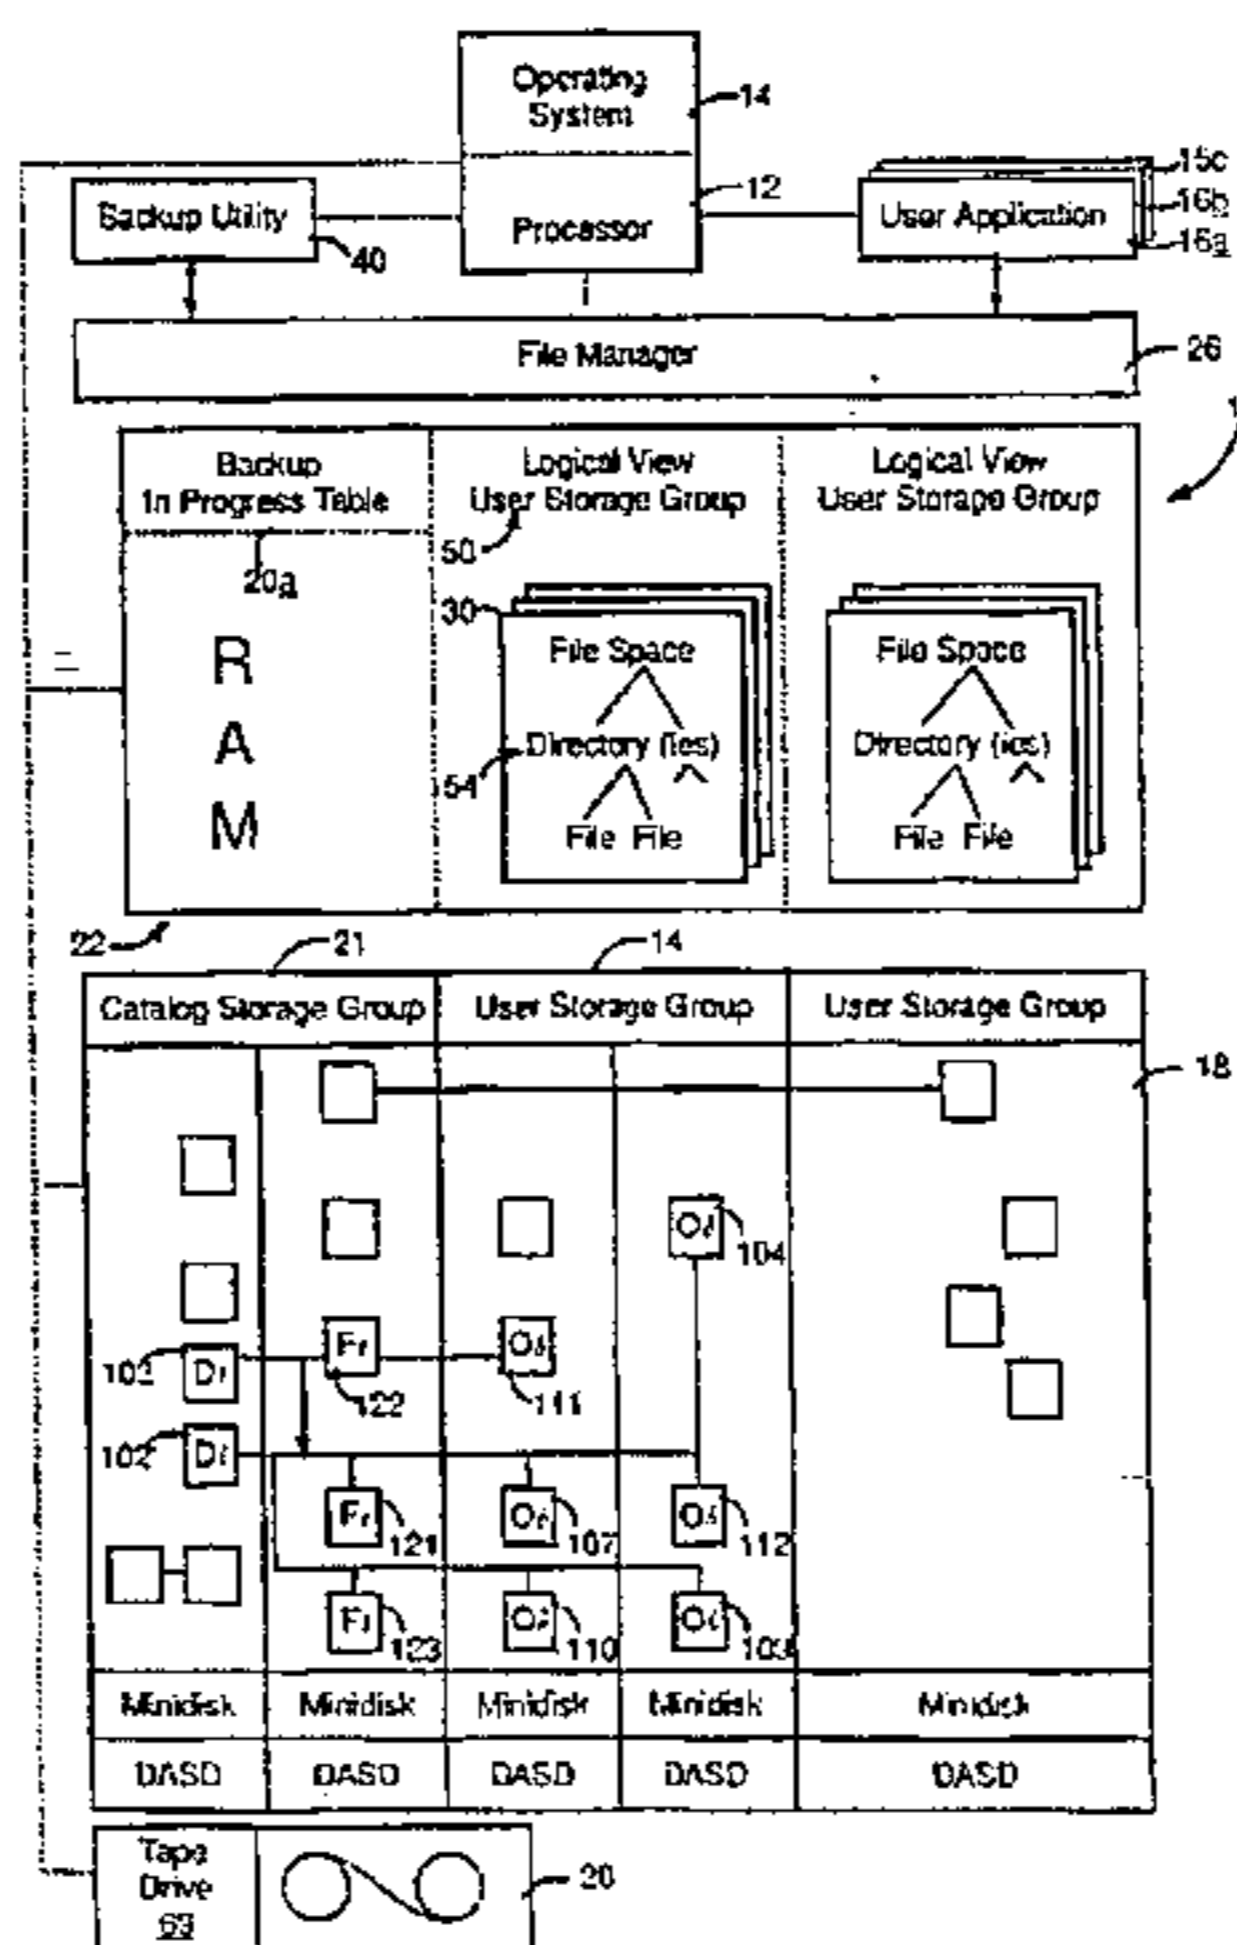 Operating
System
14
12
Processor
Backup Utility
40
User Application
15c
16b
16a
File Manager
26
1
Backup
In Progress Table
20a
Logical View
User Storage Group
50
Logical View
User Storage Group
R
A
M
30
File Space
Directory (ies)
54
File File
File Space
Directory (ies)
File File
22
21
14
Catalog Storage Group
User Storage Group
User Storage Group
18
104
122
111
102
121
107
112
123
110
Minidisk
Minidisk
Minidisk
Minidisk
Minidisk
DASD
DASD
DASD
DASD
DASD
Tape
Drive
63
20